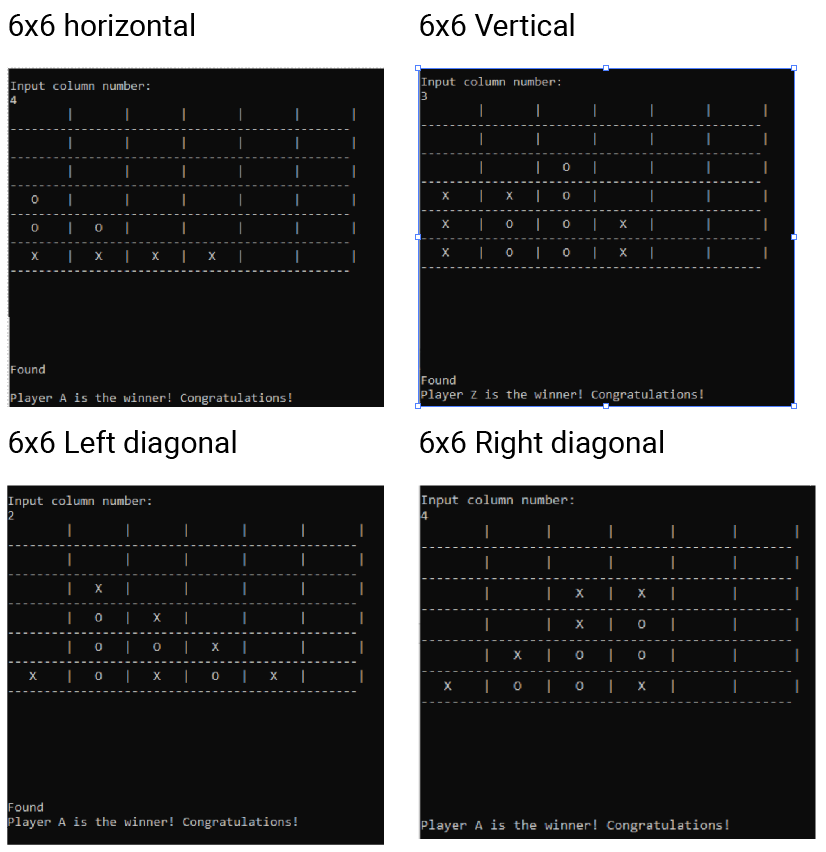 6x6 horizontal
Input column number:
4
| | | | | |
--------------------------------------------------
| | | | | |
--------------------------------------------------
| | | | | |
--------------------------------------------------
O | | | | | |
--------------------------------------------------
O | O | | | | |
--------------------------------------------------
X | X | X | X | | |
--------------------------------------------------
Found
Player A is the winner! Congratulations!
6x6 Vertical
Input column number:
3
| | | | | |
--------------------------------------------------
| | | | | |
--------------------------------------------------
| | O | | | |
--------------------------------------------------
X | X | O | | | |
--------------------------------------------------
X | O | O | X | | |
--------------------------------------------------
X | O | O | X | | |
--------------------------------------------------
Found
Player Z is the winner! Congratulations!
6x6 Left diagonal
Input column number:
2
| | | | | |
--------------------------------------------------
| | | | | |
--------------------------------------------------
| X | | | | |
--------------------------------------------------
| O | X | | | |
--------------------------------------------------
| O | O | X | | |
--------------------------------------------------
X | O | X | O | X | |
--------------------------------------------------
Found
Player A is the winner! Congratulations!
6x6 Right diagonal
Input column number:
4
| | | | | |
--------------------------------------------------
| | | | | |
--------------------------------------------------
| | X | X | | |
--------------------------------------------------
| | X | O | | |
--------------------------------------------------
| X | O | O | | |
--------------------------------------------------
X | O | O | X | | |
--------------------------------------------------
Player A is the winner! Congratulations!